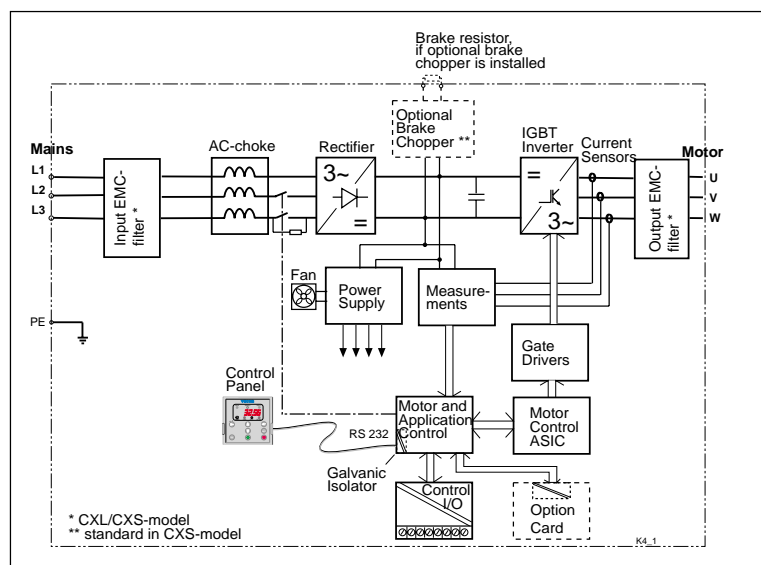 Brake resistor,
if optional brake
chopper is installed
Optional
Brake
Chopper **
IGBT
Inverter
Current
Sensors
AC-choke
Rectifier
Mains
Motor
L1
L2
L3
Input EMC-
filter *
3~
=
=
3~
Output EMC-
filter *
U
V
W
Fan
Power
Supply
Measure-
ments
PE
Gate
Drivers
Control
Panel
3256
RS 232
Motor and
Application
Control
Motor
Control
ASIC
Galvanic
Isolator
Control
I/O
Option
Card
* CXL/CXS-model
** standard in CXS-model
K4_1